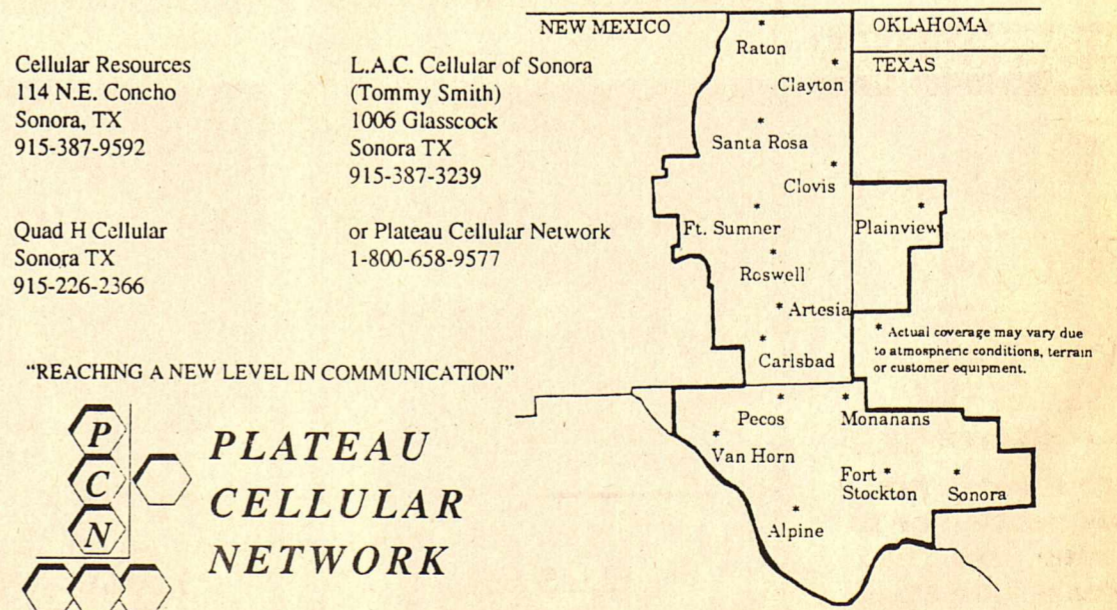 Cellular Resources
114 N.E. Concho
Sonora, TX
915-387-9592
L.A.C. Cellular of Sonora
(Tommy Smith)
1006 Glasscock
Sonora TX
915-387-3239
Quad H Cellular
Sonora TX
915-226-2366
or Plateau Cellular Network
1-800-658-9577
"REACHING A NEW LEVEL IN COMMUNICATION"
P
C
N
PLATEAU
CELLULAR
NETWORK
NEW MEXICO
OKLAHOMA
TEXAS
* Raton
* Clayton
* Santa Rosa
* Clovis
* Ft. Sumner
* Plainview
* Roswell
* Artesia
* Carlsbad
* Actual coverage may vary due
to atmospheric conditions, terrain
or customer equipment.
* Pecos
* Monanans
* Van Horn
Fort *
Stockton
* Sonora
* Alpine